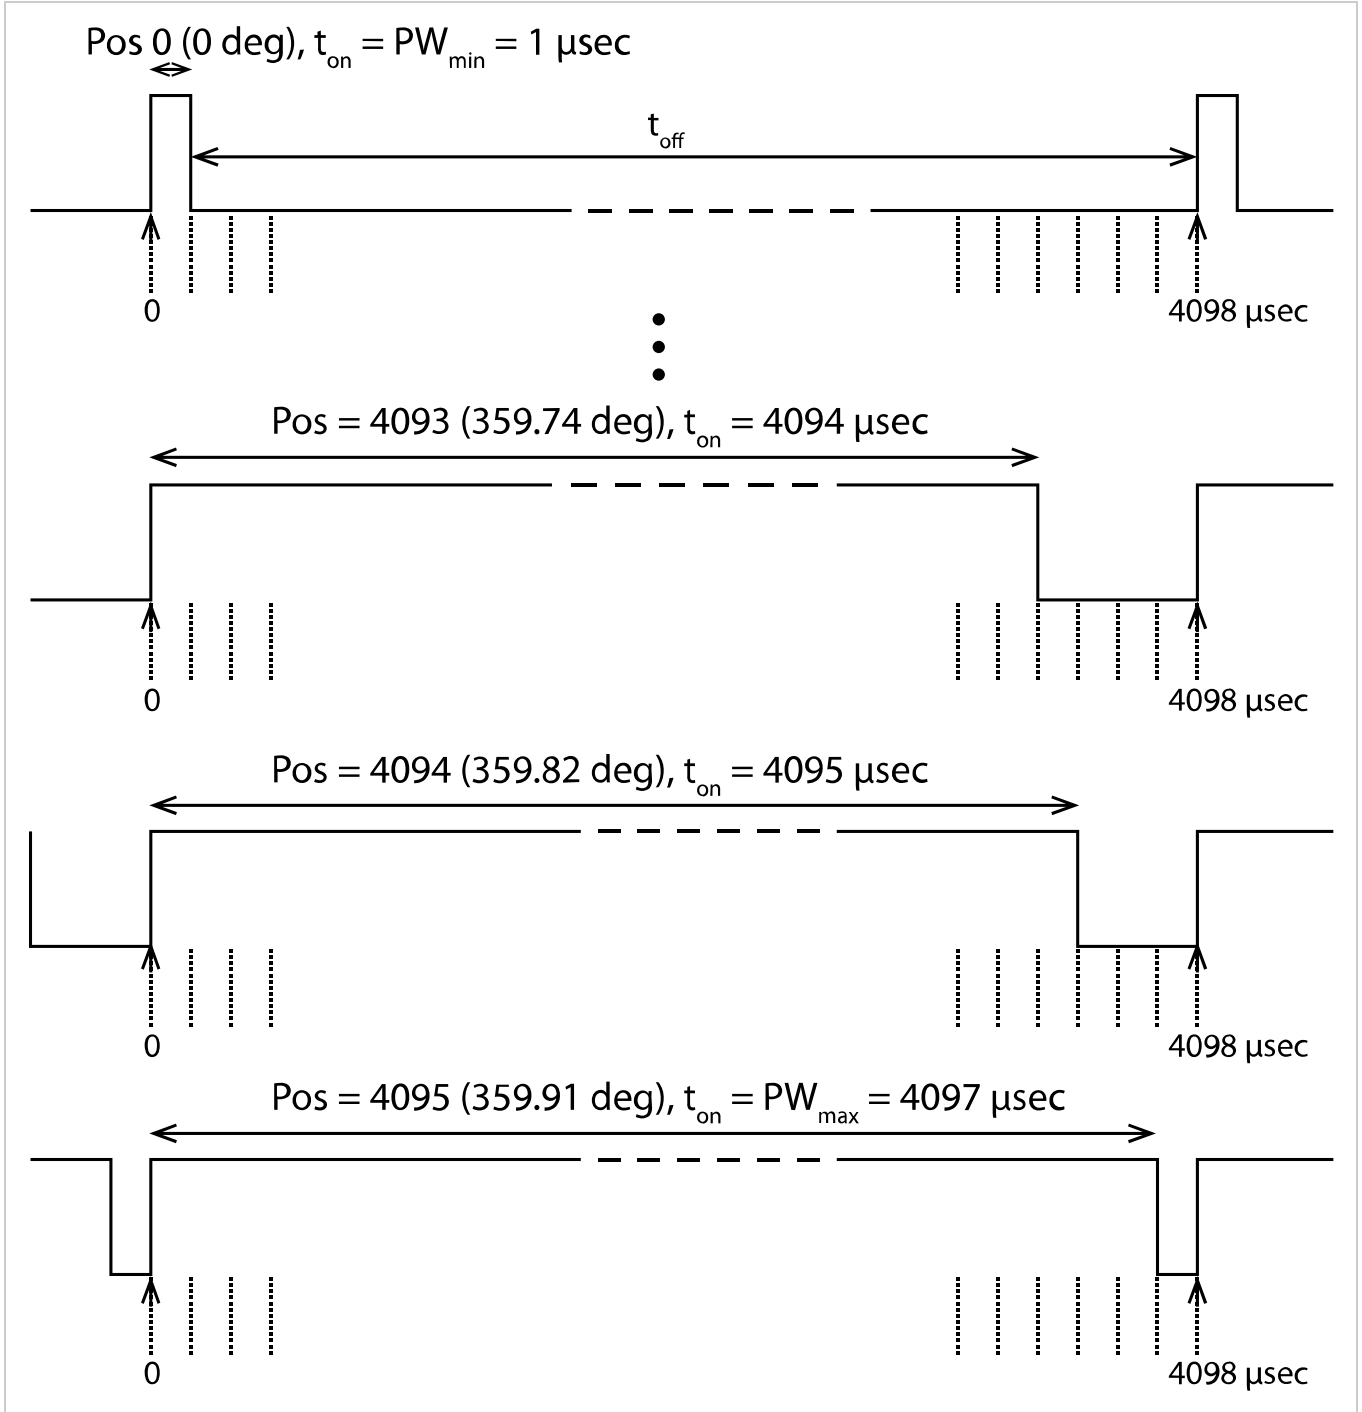 Pos 0 (0 deg), ton = PWmin = 1 µsec
toff
0 4098 µsec
Pos = 4093 (359.74 deg), ton = 4094 µsec
0 4098 µsec
Pos = 4094 (359.82 deg), ton = 4095 µsec
0 4098 µsec
Pos = 4095 (359.91 deg), ton = PWmax = 4097 µsec
0 4098 µsec